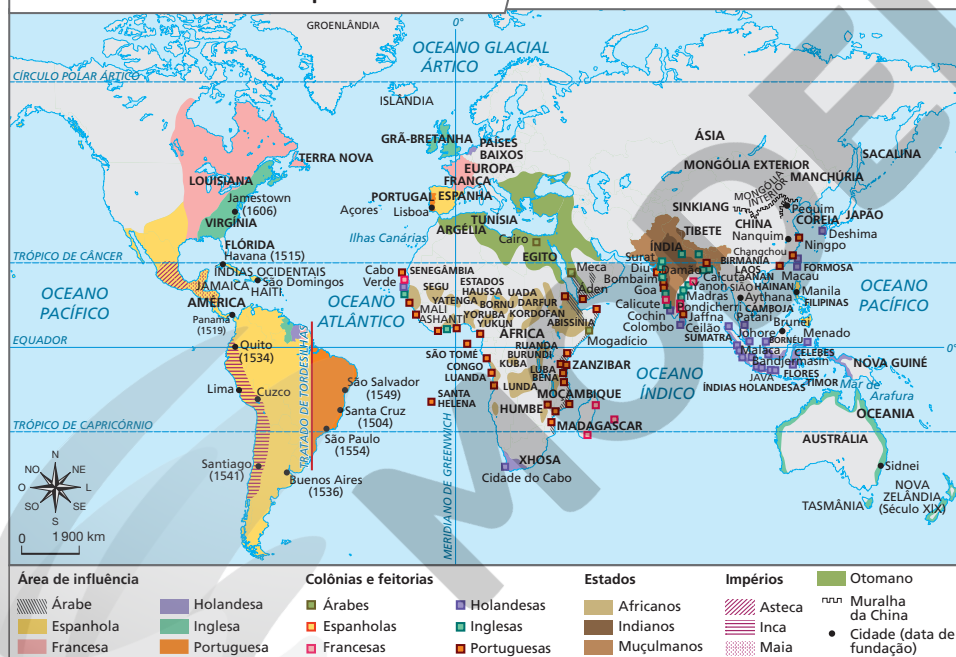 GROENLÂNDIA
0°
OCEANO GLACIAL
ÁRTICO
CÍRCULO POLAR ÁRTICO
ISLÂNDIA
GRÃ-BRETANHA
PAÍSES
BAIXOS
EUROPA
FRANÇA
PORTUGAL
ESPANHA
Açores
Lisboa
TERRA NOVA
LOUISIANA
Jamestown
(1606)
VIRGÍNIA
FLÓRIDA
Havana (1515)
TRÓPICO DE CÂNCER
ÍNDIAS OCIDENTAIS
São Domingos
JAMAICA
HAITI
AMÉRICA
Panamá
(1519)
OCEANO
PACÍFICO
OCEANO
ATLÂNTICO
EQUADOR
Quito
(1534)
Lima
Cuzco
São Salvador
(1549)
Santa Cruz
(1504)
São Paulo
(1554)
TRATADO DE TORDESILHAS
TRÓPICO DE CAPRICÓRNIO
Santiago
(1541)
Buenos Aires
(1536)
MERIDIANO DE GREENWICH
Ilhas Canárias
TUNÍSIA
ARGÉLIA
Cairo
EGITO
Meca
Áden
Cabo
Verde
SENEGÂMBIA
SEGU
ESTADOS
HAUSSA
UADA
YATENGA
BORNU
DARFUR
KORDOFAN
MALI
ASHANTI
YORUBA
YUKUN
ABISSÍNIA
ÁFRICA
Mogadício
RUANDA
BURUNDI
SÃO TOMÉ
CONGO
KUBA
LUBA
BENA
ZANZIBAR
LUANDA
LUNDA
SANTA
HELENA
MOÇAMBIQUE
HUMBE
MADAGASCAR
XHOSA
Cidade do Cabo
OCEANO
ÍNDICO
ÁSIA
MONGÓLIA EXTERIOR
SACALINA
MANCHÚRIA
MONGÓLIA
INTERIOR
SINKIANG
Pequim
COREIA
JAPÃO
TIBETE
CHINA
Nanquim
Deshima
Ningpo
Changchou
ÍNDIA
Surat
Diu
Damão
Bombaim
Goa
Calicute
Cochin
Colombo
Calcutá
BIRMÂNIA
LAOS
ANAN
HAINAN
Macau
FORMOSA
Yanon
SIÃO
Madras
Aythana
Manila
Bondichern
CAMBOJA
FILIPINAS
Jaffna
Patani
Ceilão
Brunei
SUMATRA
Johore
BORNÉU
Menado
Malaca
CÉLEBES
Bandjermasin
NOVA GUINÉ
JAVA
FLORES
ÍNDIAS HOLANDESAS
TIMOR
Mar de
Arafura
OCEANO
PACÍFICO
OCEANIA
AUSTRÁLIA
Sidnei
NOVA
ZELÂNDIA
(Século XIX)
TASMÂNIA
N
NO
NE
O
L
SO
SE
S
0
1 900 km
MODEL
Área de influência
Árabe
Espanhola
Francesa
Holandesa
Inglesa
Portuguesa
Colônias e feitorias
Árabes
Espanholas
Francesas
Holandesas
Inglesas
Portuguesas
Estados
Africanos
Indianos
Muçulmanos
Impérios
Asteca
Inca
Maia
Otomano
Muralha
da China
Cidade (data de
fundação)